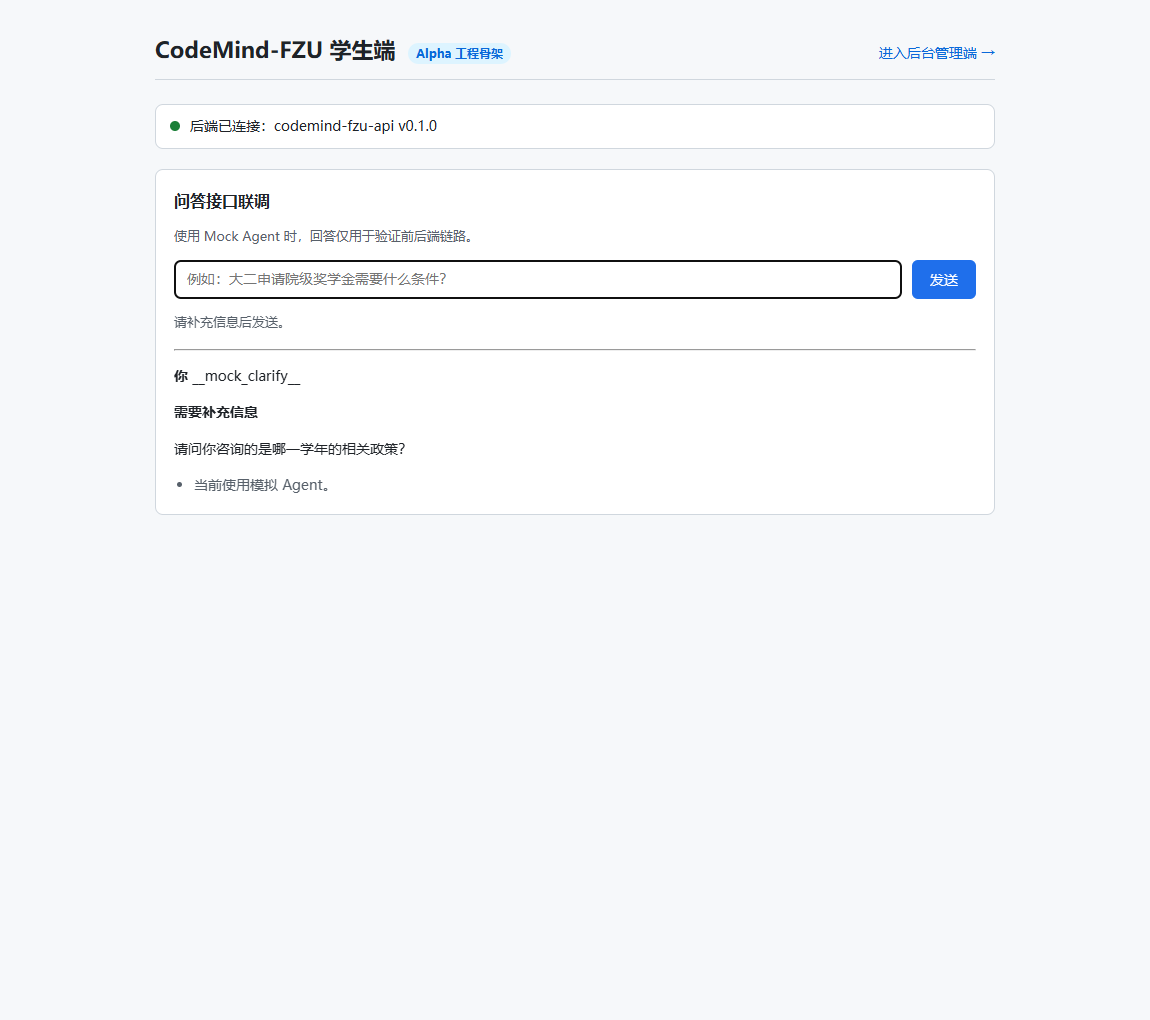 CodeMind-FZU 学生端 Alpha 工程骨架 进入后台管理端 →
后端已连接：codemind-fzu-api v0.1.0
问答接口联调
使用 Mock Agent 时，回答仅用于验证前后端链路。
例如：大二申请院级奖学金需要什么条件？ 发送
请补充信息后发送。
你 __mock_clarify__
需要补充信息
请问你咨询的是哪一学年的相关政策？
• 当前使用模拟 Agent。